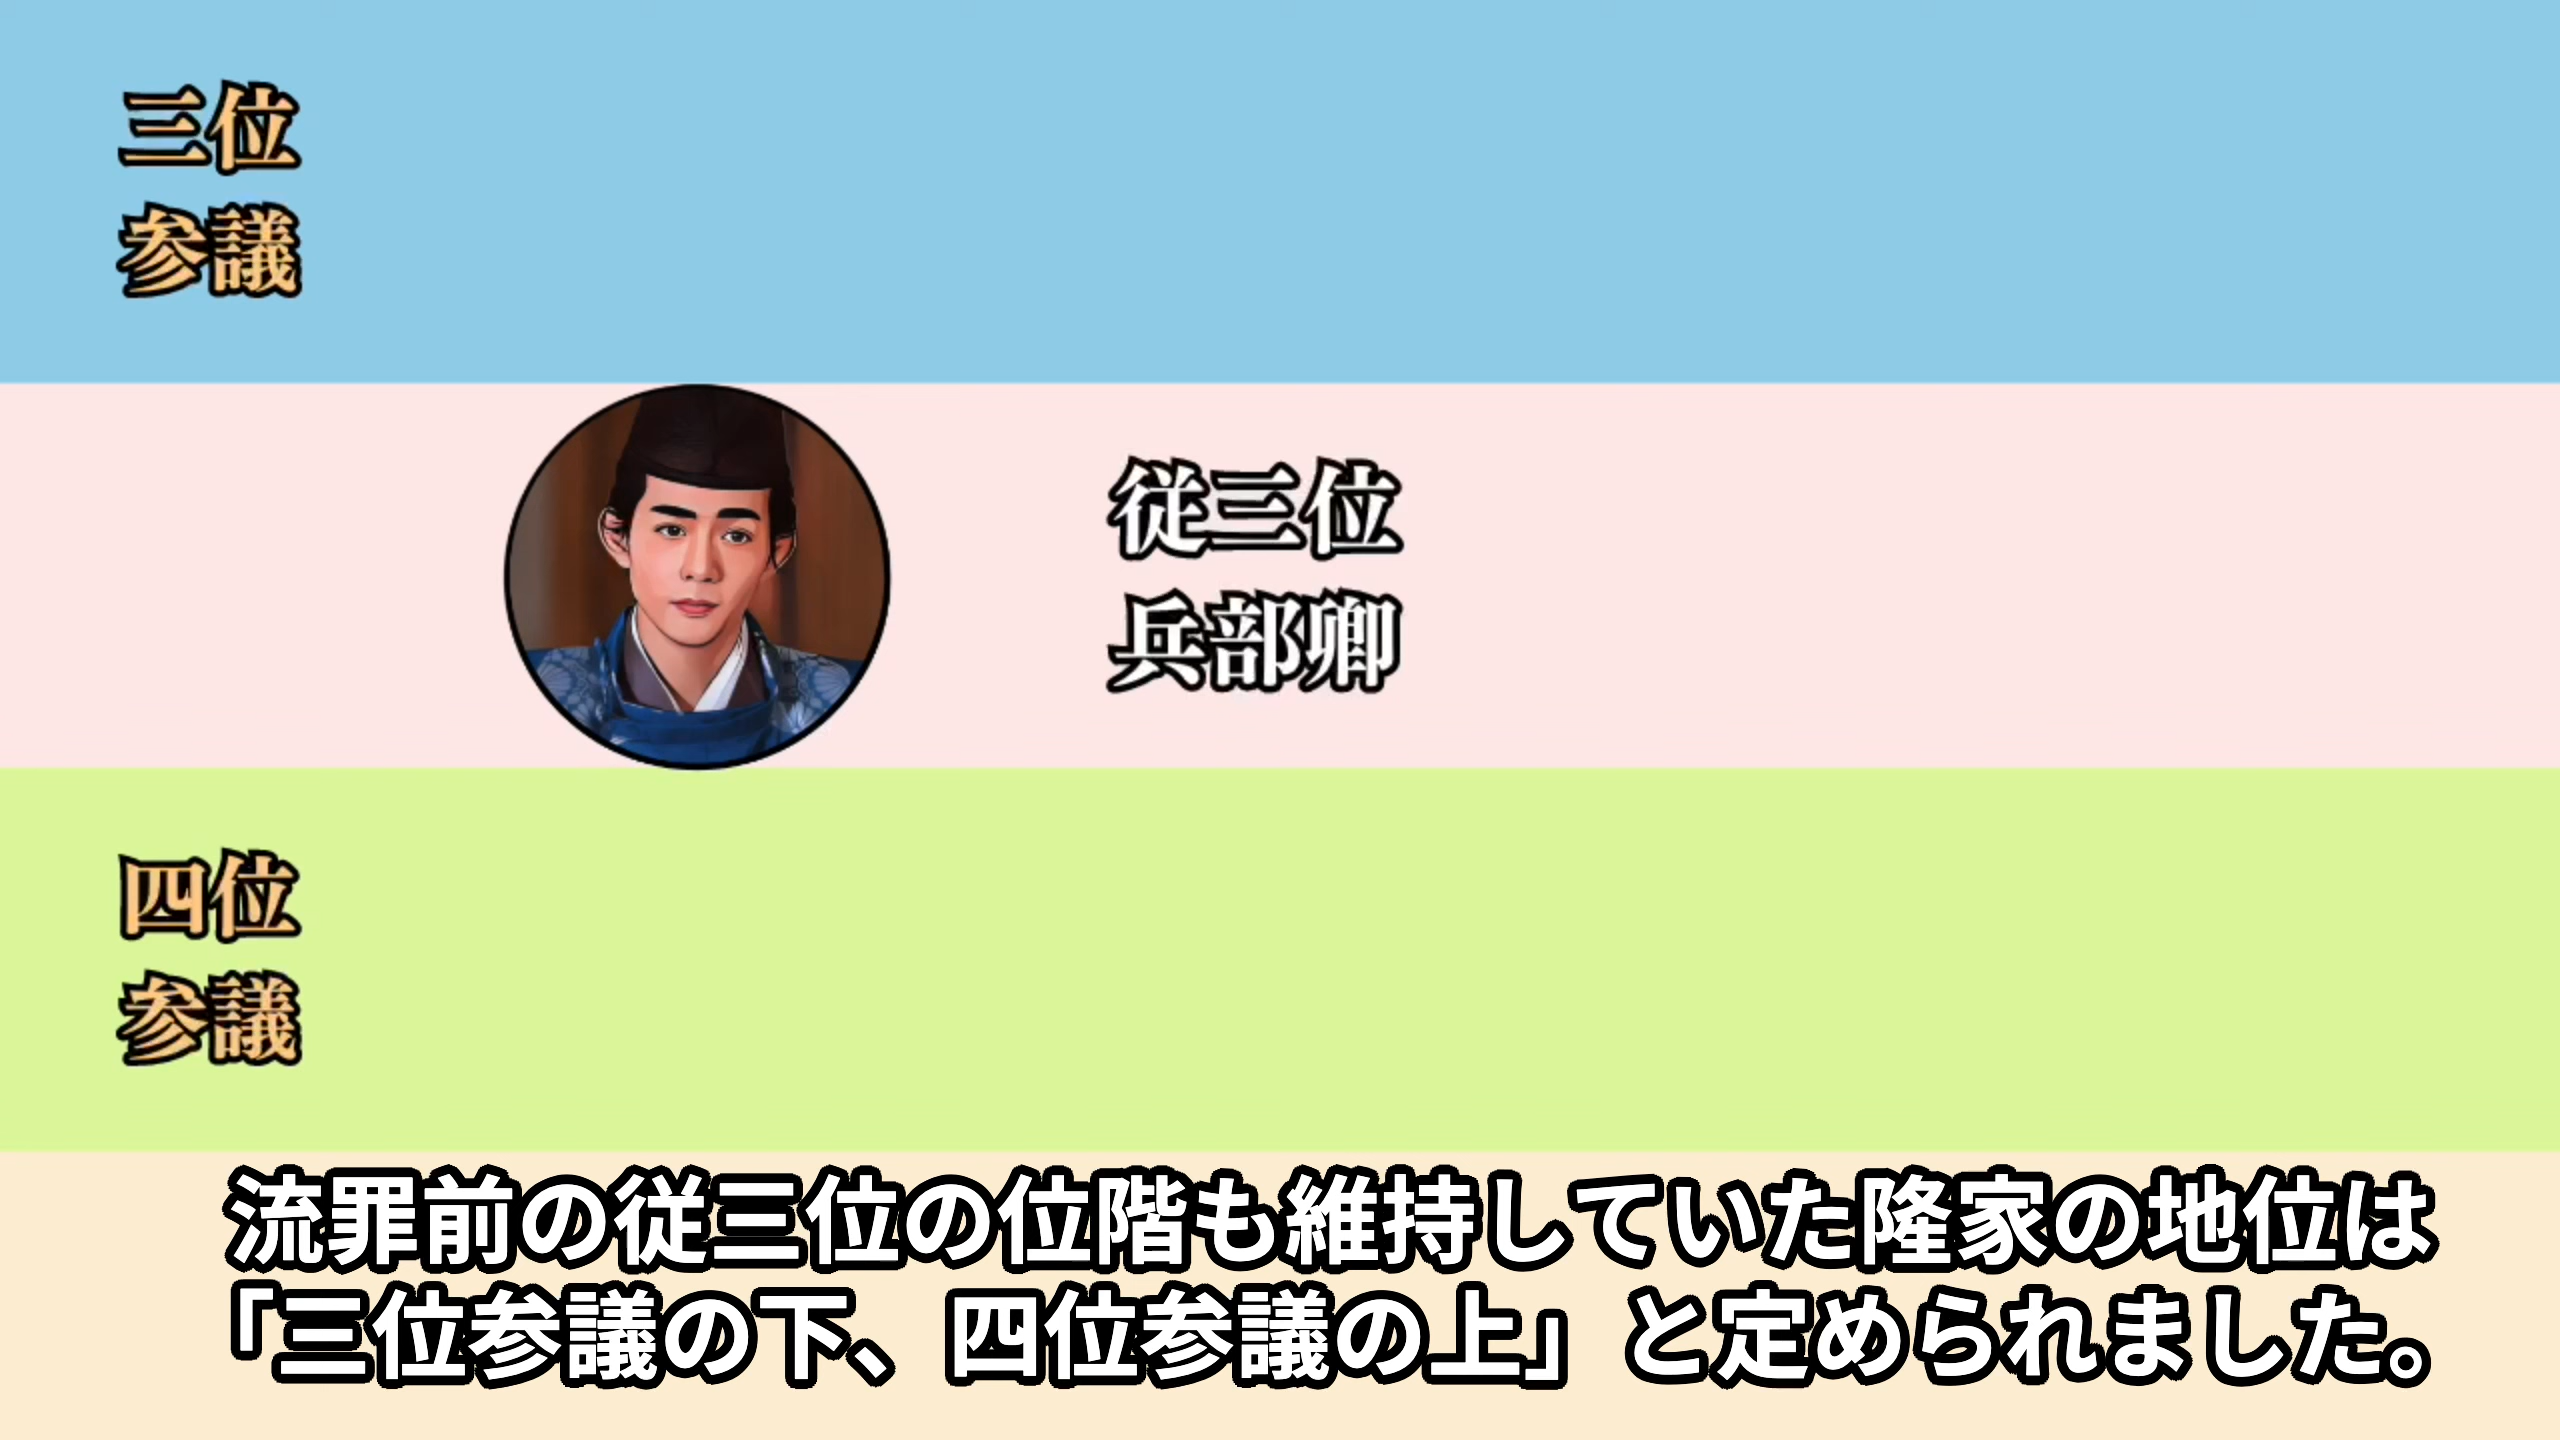 三位
参議
従三位
兵部卿
四位
参議
流罪前の従三位の位階も維持していた隆家の地位は
「三位参議の下、四位参議の上」と定められました。